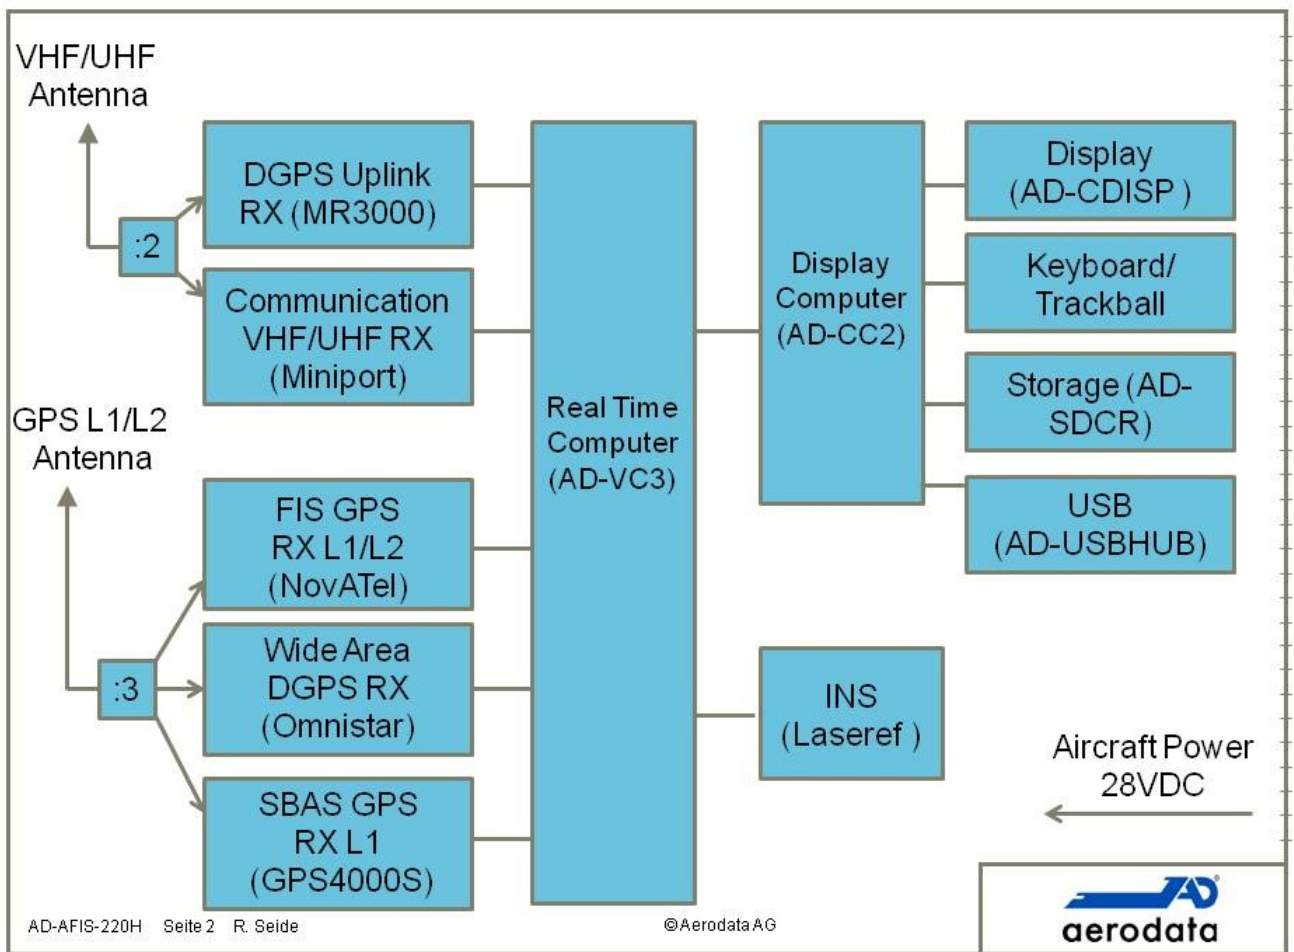 VHF/UHF
Antenna
:2
DGPS Uplink
RX (MR3000)
Communication
VHF/UHF RX
(Miniport)
GPS L1/L2
Antenna
:3
FIS GPS
RX L1/L2
(NovATel)
Wide Area
DGPS RX
(Omnistar)
SBAS GPS
RX L1
(GPS4000S)
Real Time
Computer
(AD-VC3)
Display
Computer
(AD-CC2)
Display
(AD-CDISP )
Keyboard/
Trackball
Storage (AD-
SDCR)
USB
(AD-USBHUB)
INS
(Laseref )
Aircraft Power
28VDC
AD-AFIS-220H Seite 2 R. Seide
©Aerodata AG
AD®
aerodata